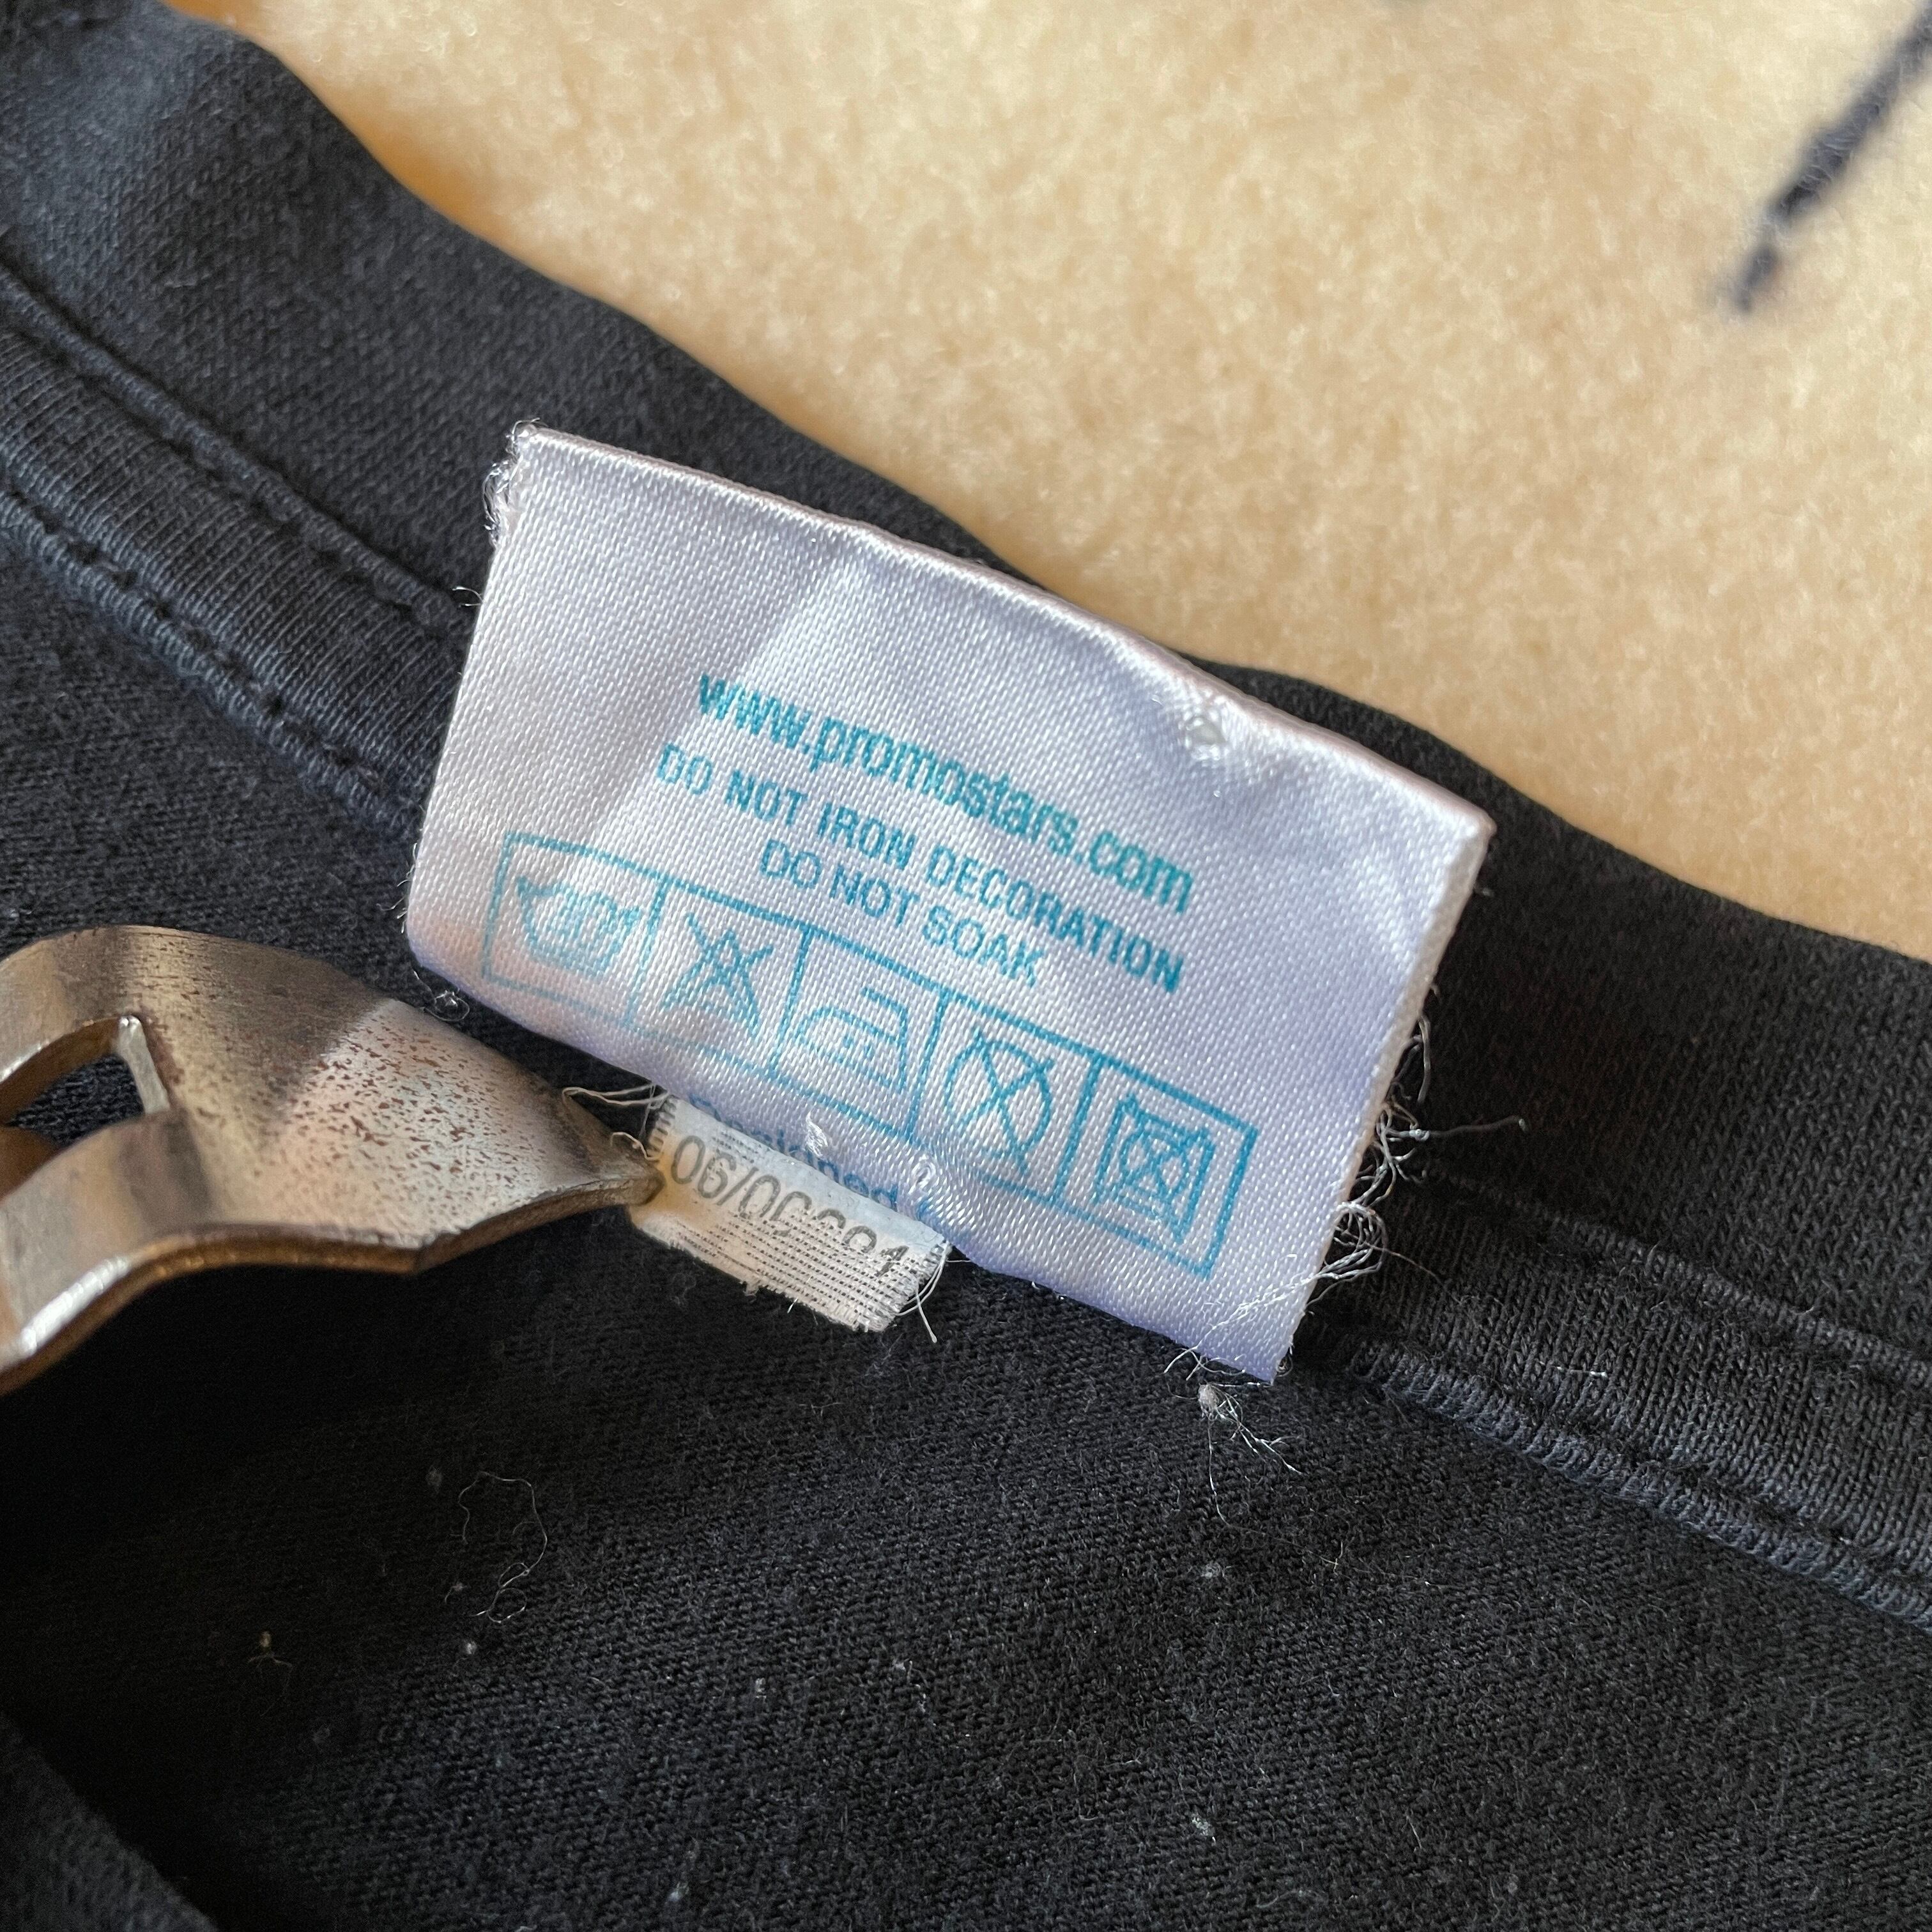 www.promostars.com
DO NOT IRON DECORATION
DO NOT SOAK